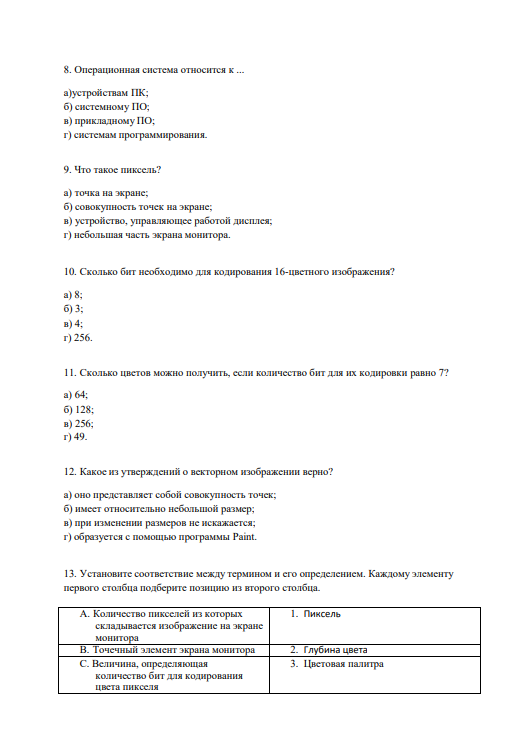 8. Операционная система относится к ...
а)устройствам ПК;
б) системному ПО;
в) прикладному ПО;
г) системам программирования.
9. Что такое пиксель?
а) точка на экране;
б) совокупность точек на экране;
в) устройство, управляющее работой дисплея;
г) небольшая часть экрана монитора.
10. Сколько бит необходимо для кодирования 16-цветного изображения?
а) 8;
б) 3;
в) 4;
г) 256.
11. Сколько цветов можно получить, если количество бит для их кодировки равно 7?
а) 64;
б) 128;
в) 256;
г) 49.
12. Какое из утверждений о векторном изображении верно?
а) оно представляет собой совокупность точек;
б) имеет относительно небольшой размер;
в) при изменении размеров не искажается;
г) образуется с помощью программы Paint.
13. Установите соответствие между термином и его определением. Каждому элементу
первого столбца подберите позицию из второго столбца.
A. Количество пикселей из которых
складывается изображение на экране
монитора
1. Пиксель
B. Точечный элемент экрана монитора
2. Глубина цвета
C. Величина, определяющая
количество бит для кодирования
цвета пикселя
3. Цветовая палитра